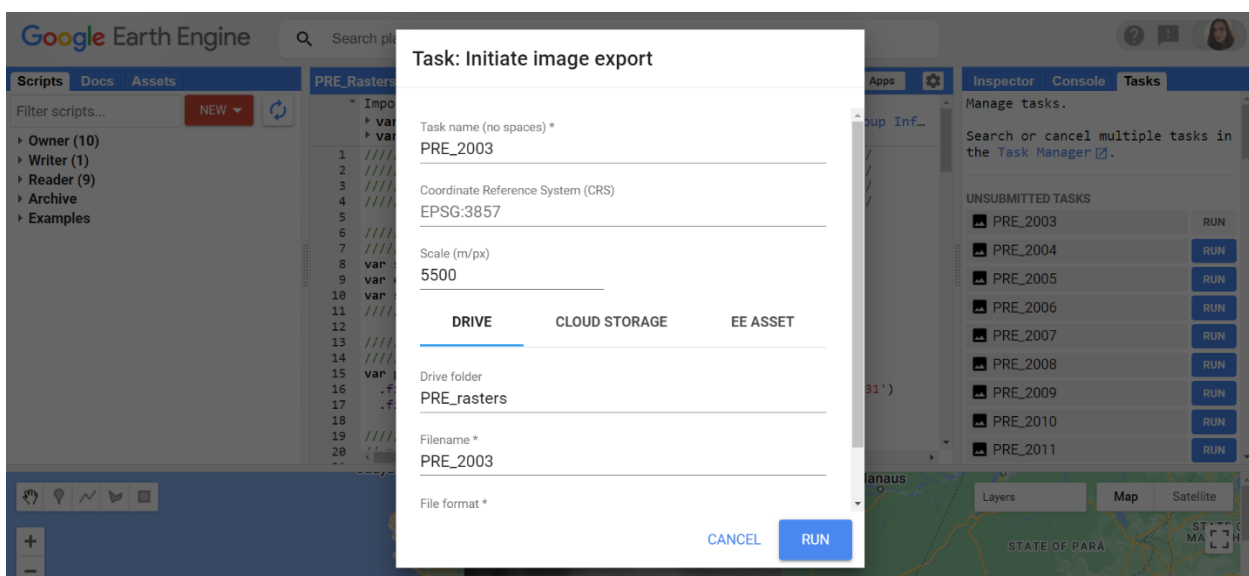 Google Earth Engine
Search pla
Scripts Docs Assets
Filter scripts...
NEW
Owner (10)
Writer (1)
Reader (9)
Archive
Examples
PRE_Rasters
Apps
Impo
var
var
oup Inf…
1 ////
2 ////
3 ////
4 ////
5
6 ////
7 ////
8 var
9 var
10 var
11 ////
12
13 ////
14 ////
15 var
16 .f
31')
17 .f
18
19 ////
20 //
Task: Initiate image export
Task name (no spaces) *
PRE_2003
Coordinate Reference System (CRS)
EPSG:3857
Scale (m/px)
5500
DRIVE CLOUD STORAGE EE ASSET
Drive folder
PRE_rasters
Filename *
PRE_2003
File format *
CANCEL RUN
Inspector Console Tasks
Manage tasks.
Search or cancel multiple tasks in
the Task Manager.
UNSUBMITTED TASKS
PRE_2003 RUN
PRE_2004 RUN
PRE_2005 RUN
PRE_2006 RUN
PRE_2007 RUN
PRE_2008 RUN
PRE_2009 RUN
PRE_2010 RUN
PRE_2011 RUN
anaus
Layers
Map Satellite
STATE OF PARÁ